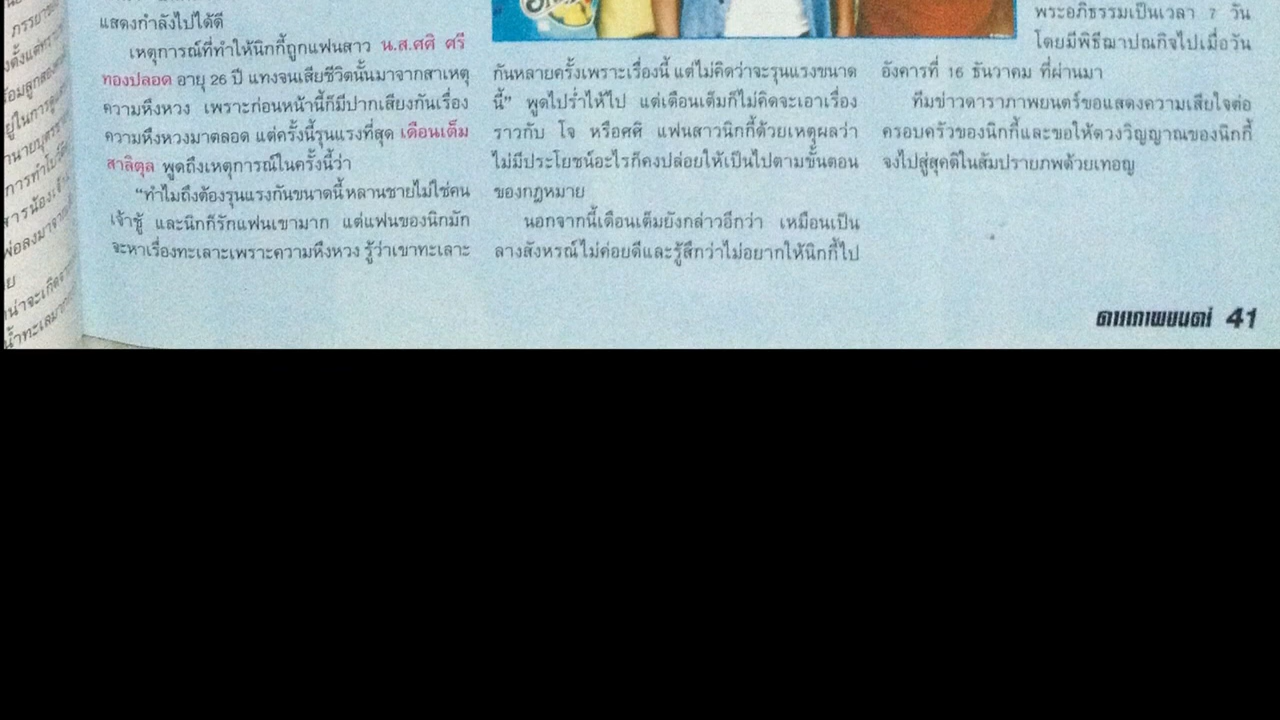 แสดงกำลังไปได้ดี
เหตุการณ์ที่ทำให้นิกกี้ถูกแฟนสาว น.ส.ศศิ ศรี
ทองปลอด อายุ 26 ปี แทงจนเสียชีวิตนั้นมาจากสาเหตุ
ความหึงหวง เพราะก่อนหน้านี้ก็มีปากเสียงกันเรื่อง
ความหึงหวงมาตลอด แต่ครั้งนี้รุนแรงที่สุด เดือนเต็ม
สาลิตุล พูดถึงเหตุการณ์ในครั้งนี้ว่า
“ทำไมถึงต้องรุนแรงกันขนาดนี้ หลานชายไม่ใช่คน
เจ้าชู้ และนิกก็รักแฟนเขามาก แต่แฟนของนิกมัก
จะหาเรื่องทะเลาะเพราะความหึงหวง รู้ว่าเขาทะเลาะ
กันหลายครั้งเพราะเรื่องนี้ แต่ไม่คิดว่าจะรุนแรงขนาด
นี้” พูดไปร่ำไห้ไป แต่เดือนเต็มก็ไม่คิดจะเอาเรื่อง
ราวกับ โจ หรือศศิ แฟนสาวนิกกี้ด้วยเหตุผลว่า
ไม่มีประโยชน์อะไรก็คงปล่อยให้เป็นไปตามขั้นตอน
ของกฎหมาย
นอกจากนี้เดือนเต็มยังกล่าวอีกว่า เหมือนเป็น
ลางสังหรณ์ไม่ค่อยดีและรู้สึกว่าไม่อยากให้นิกกี้ไป
พระอภิธรรมเป็นเวลา 7 วัน
โดยมีพิธีฌาปณกิจไปเมื่อวัน
อังคารที่ 16 ธันวาคม ที่ผ่านมา
ทีมข่าวดาราภาพยนตร์ขอแสดงความเสียใจต่อ
ครอบครัวของนิกกี้และขอให้ดวงวิญญาณของนิกกี้
จงไปสู่สุคติในสัมปรายภพด้วยเทอญ
ดาราภาพยนตร์ 41